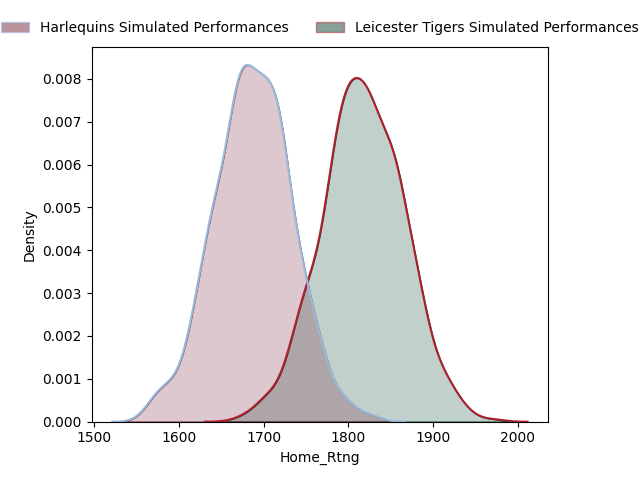 Harlequins Simulated Performances Leicester Tigers Simulated Performances
0.008
0.007
0.006
0.005
0.004
0.003
0.002
0.001
0.000
Density
1500 1600 1700 1800 1900 2000
Home_Rtng